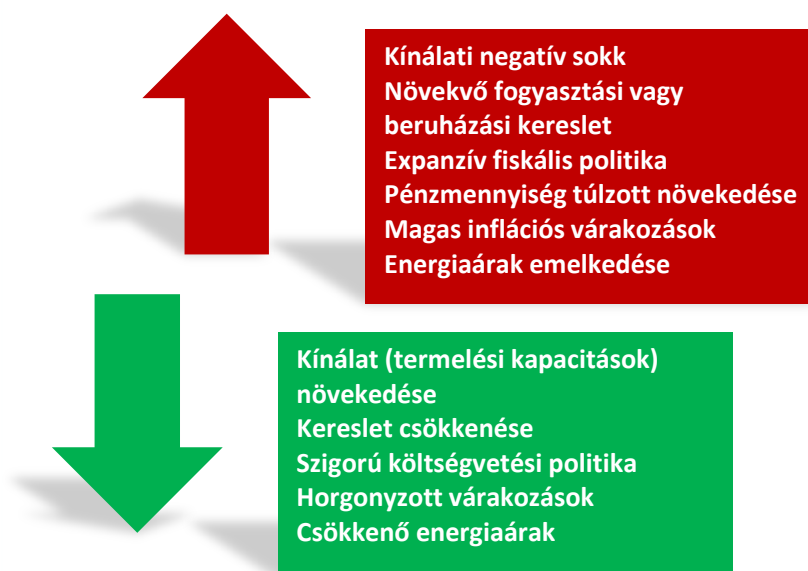 Kínálati negatív sokk
Növekvő fogyasztási vagy
beruházási kereslet
Expanzív fiskális politika
Pénzmennyiség túlzott növekedése
Magas inflációs várakozások
Energiaárak emelkedése
Kínálat (termelési kapacitások)
növekedése
Kereslet csökkenése
Szigorú költségvetési politika
Horgonyzott várakozások
Csökkenő energiaárak